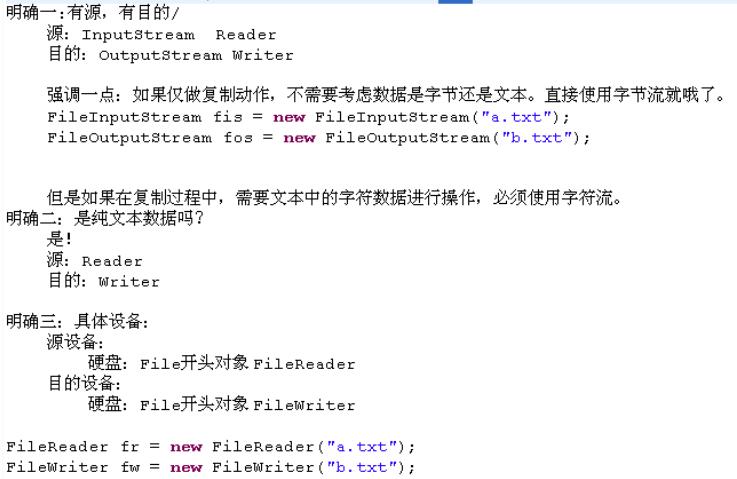 明确一:有源，有目的/
源: InputStream Reader
目的: OutputStream Writer
强调一点: 如果仅做复制动作，不需要考虑数据是字节还是文本。直接使用字节流就哦了。
FileInputStream fis = new FileInputStream("a.txt");
FileOutputStream fos = new FileOutputStream("b.txt");
但是如果在复制过程中，需要文本中的字符数据进行操作，必须使用字符流。
明确二: 是纯文本数据吗？
是!
源: Reader
目的: Writer
明确三: 具体设备:
源设备:
硬盘: File开头对象 FileReader
目的设备:
硬盘: File开头对象 FileWriter
FileReader fr = new FileReader("a.txt");
FileWriter fw = new FileWriter("b.txt");